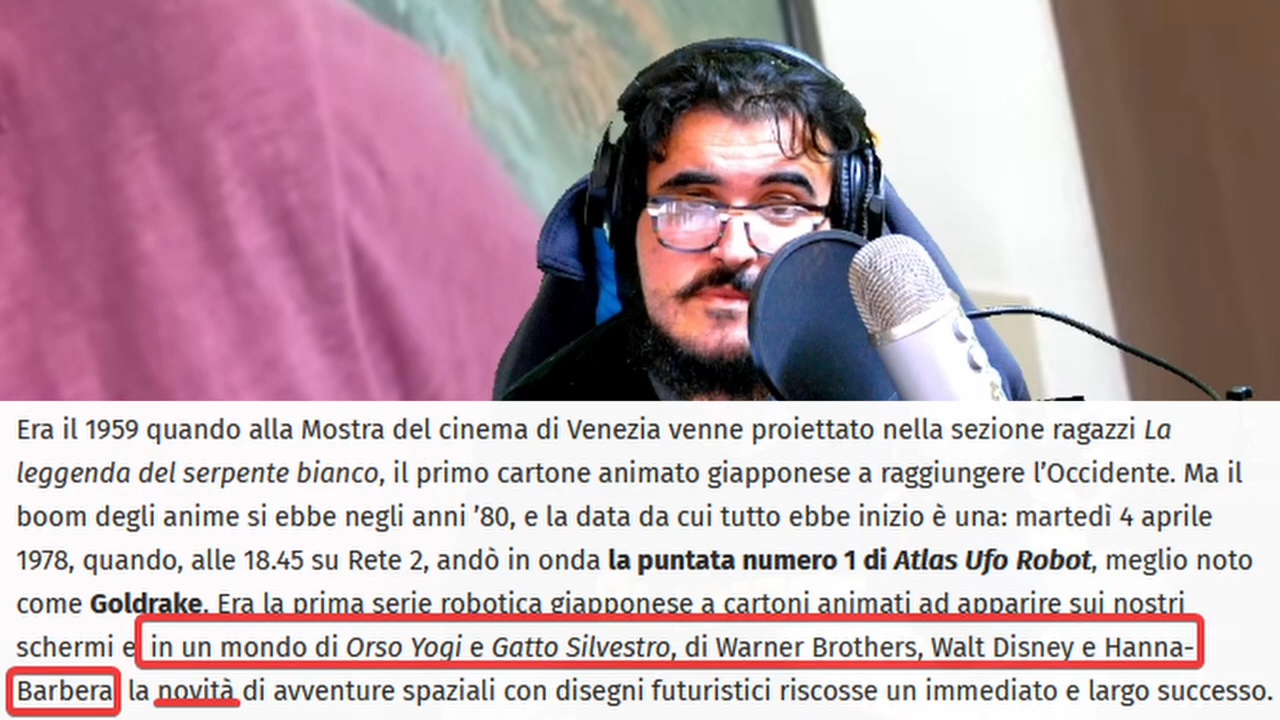 Era il 1959 quando alla Mostra del cinema di Venezia venne proiettato nella sezione ragazzi La
leggenda del serpente bianco, il primo cartone animato giapponese a raggiungere l’Occidente. Ma il
boom degli anime si ebbe negli anni ’80, e la data da cui tutto ebbe inizio è una: martedì 4 aprile
1978, quando, alle 18.45 su Rete 2, andò in onda la puntata numero 1 di Atlas Ufo Robot, meglio noto
come Goldrake. Era la prima serie robotica giapponese a cartoni animati ad apparire sui nostri
schermi e in un mondo di Orso Yogi e Gatto Silvestro, di Warner Brothers, Walt Disney e Hanna-
Barbera la novità di avventure spaziali con disegni futuristici riscosse un immediato e largo successo.